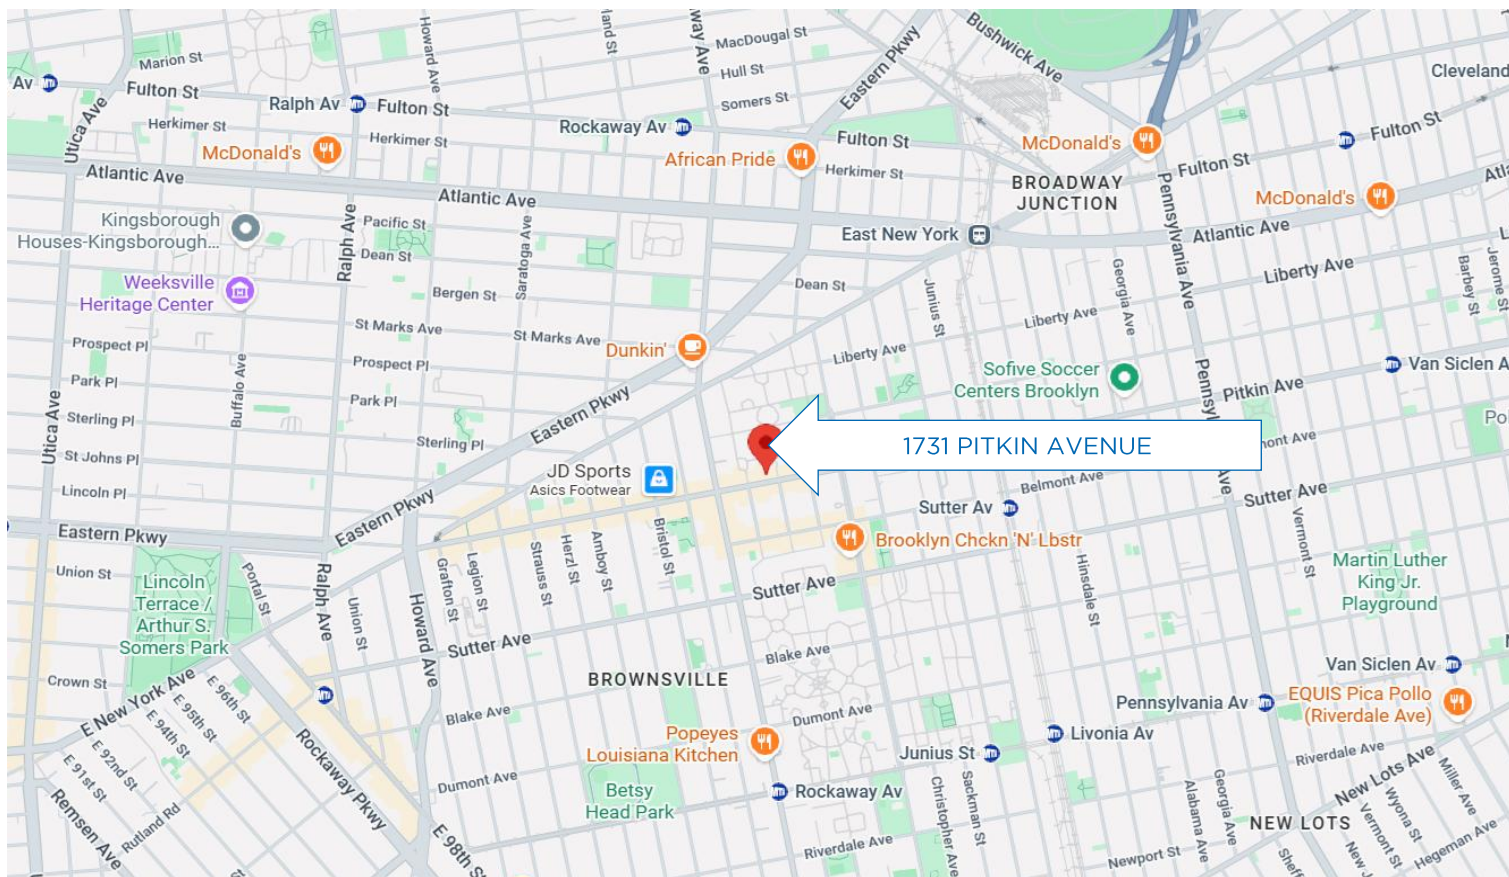 MacDougal St
Bushwick Ave
Marion St
Howard Ave
Eastern Pkwy
Hull St
Cleveland
Av
Fulton St
Ralph Av
Fulton St
Somers St
Utica Ave
Herkimer St
Herkimer St
Rockaway Av
Fulton St
McDonald's
Fulton St
McDonald's
African Pride
Herkimer St
Fulton St
Atlantic Ave
BROADWAY
JUNCTION
McDonald's
Atlantic Ave
Kingsborough
Houses-Kingsborough...
Ralph Ave
Pacific St
Saratoga Ave
East New York
Pennsylvania Ave
Atlantic Ave
Dean St
Weeksville
Heritage Center
Bergen St
Dean St
Junius St
Georgia Ave
Liberty Ave
Barbey St
Jerome St
St Marks Ave
St Marks Ave
Liberty Ave
Prospect Pl
Dunkin'
Liberty Ave
Prospect Pl
Sofive Soccer
Centers Brooklyn
Van Siclen A
Park Pl
Buffalo Ave
Park Pl
Eastern Pkwy
Pitkin Ave
Utica Ave
Sterling Pl
Sterling Pl
1731 PITKIN AVENUE
St Johns Pl
JD Sports
Asics Footwear
Lincoln Pl
Eastern Pkwy
Belmont Ave
Sutter Ave
Sutter Av
Eastern Pkwy
Bristol St
Brooklyn Chckn 'N' Lbstr
Vermont St
Union St
Portal St
Lincoln
Terrace /
Arthur S.
Somers Park
Ralph Ave
Union St
Howard Ave
Grafton St
Legion St
Strauss St
Herzl St
Amboy St
Sutter Ave
Hinsdale St
Martin Luther
King Jr.
Playground
Sutter Ave
Blake Ave
Crown St
E New York Ave
BROWNSVILLE
Van Siclen Av
E 96th St
E 95th St
E 94th St
E 92nd St
E 91st St
Blake Ave
Dumont Ave
Pennsylvania Av
EQUIS Pica Pollo
(Riverdale Ave)
Rockaway Pkwy
Popeyes
Louisiana Kitchen
Livonia Av
Junius St
Riverdale Ave
Dumont Ave
Betsy
Head Park
Rockaway Av
Christopher Ave
Sackman St
Alabama Ave
Georgia Ave
New Lots Ave
Miller Ave
Wyona St
Vermont St
Remsen Ave
Rutland Rd
E 98th St
NEW LOTS
Riverdale Ave
Newport St
Hegeman Ave